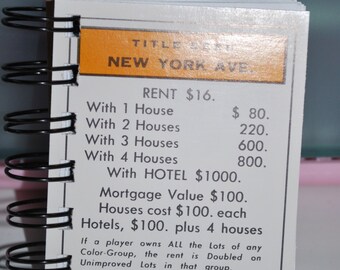 TITLE DEED
NEW YORK AVE.
RENT $16.
With 1 House $ 80.
With 2 Houses 220.
With 3 Houses 600.
With 4 Houses 800.
With HOTEL $1000.
Mortgage Value $100.
Houses cost $100. each
Hotels, $100. plus 4 houses
If a player owns ALL the Lots of any
Color-Group, the rent is Doubled on
Unimproved Lots in that group.